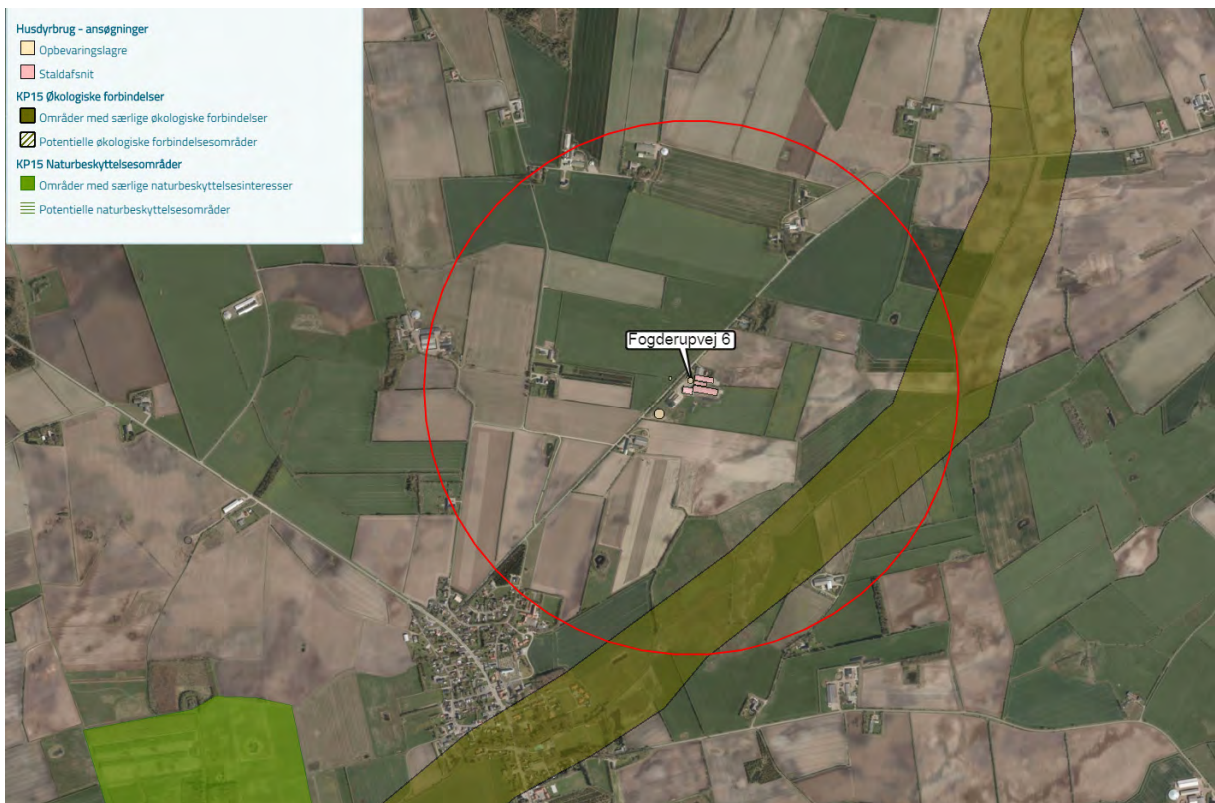 Husdyrbrug - ansøgninger
Opbevaringslagre
Staldafsnit
KP15 Økologiske forbindelser
Områder med særlige økologiske forbindelser
Potentielle økologiske forbindelsesområder
KP15 Naturbeskyttelsesområder
Områder med særlige naturbeskyttelsesinteresser
Potentielle naturbeskyttelsesområder
Fogderupvej 6